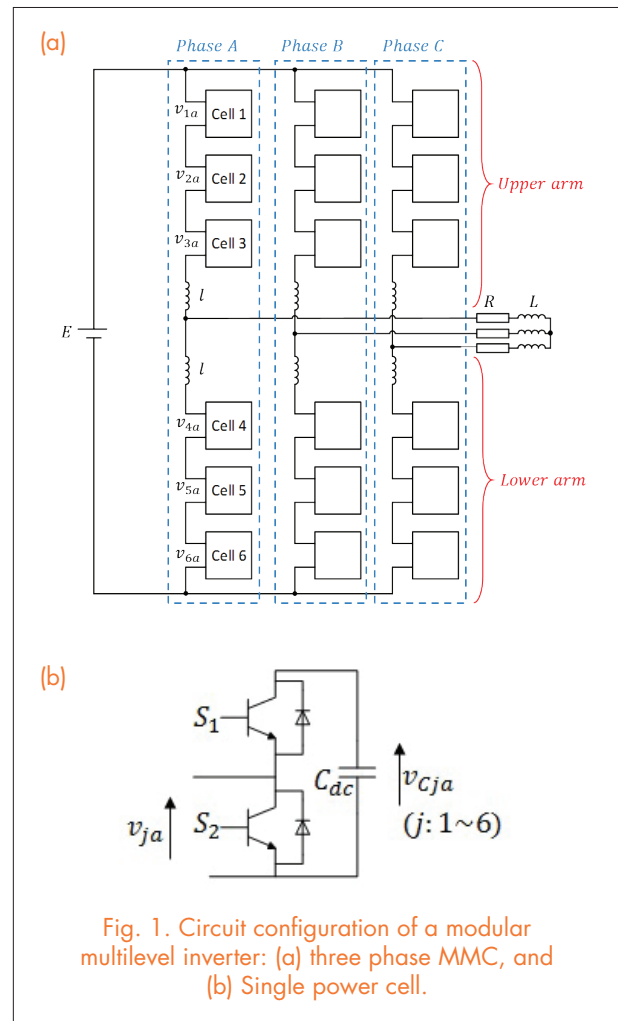 (a)
Phase A Phase B Phase C
v1a Cell 1
v2a Cell 2
v3a Cell 3
Upper arm
l
R L
E
l
v4a Cell 4
v5a Cell 5
Lower arm
v6a Cell 6
(b)
S1
Cdc
vCja
vja
S2
(j: 1~6)
Fig. 1. Circuit configuration of a modular
multilevel inverter: (a) three phase MMC, and
(b) Single power cell.